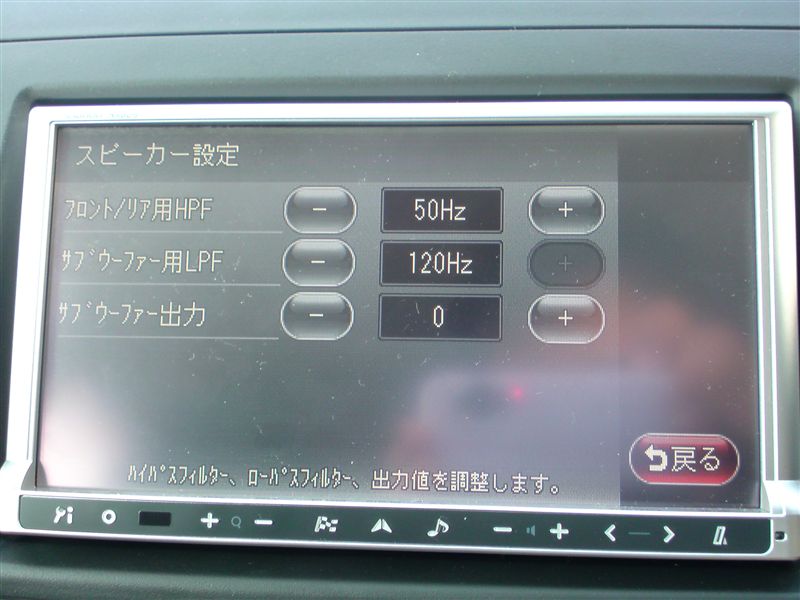 スピーカー設定
ﾌﾛﾝﾄ/ﾘｱ用HPF − 50Hz +
ｻﾌﾞｳｰﾌｧｰ用LPF − 120Hz +
ｻﾌﾞｳｰﾌｧｰ出力 − 0 +
戻る
ﾊｲﾊﾟｽﾌｨﾙﾀｰ、ﾛｰﾊﾟｽﾌｨﾙﾀｰ、出力値を調整します。